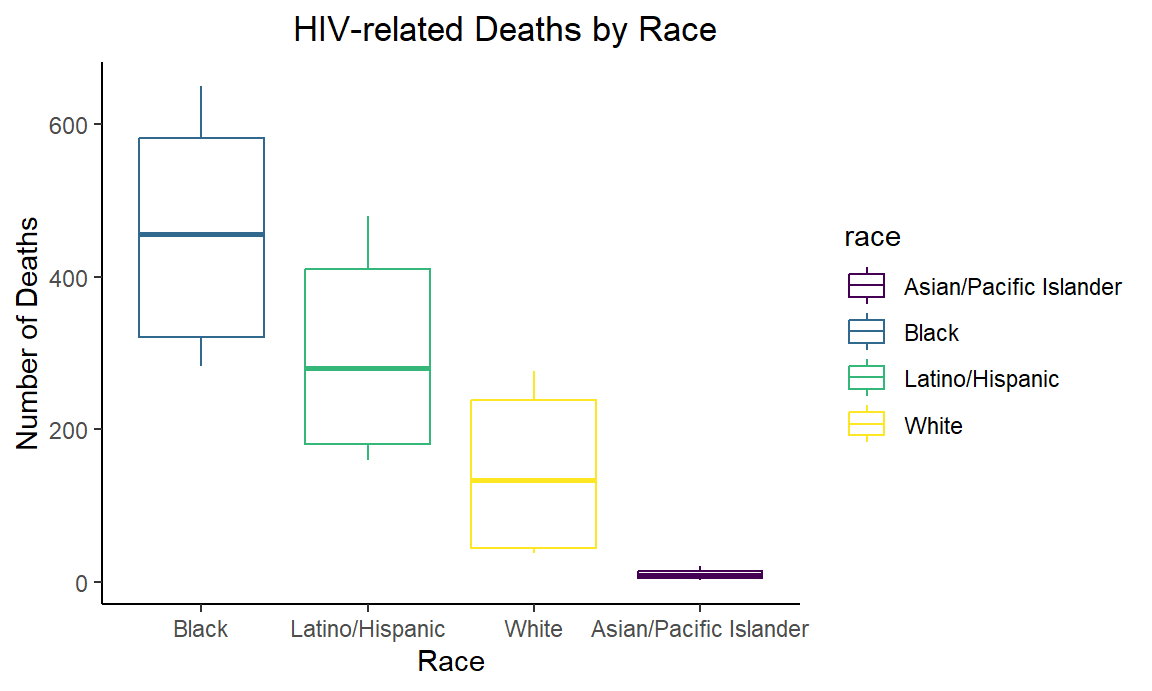 HIV-related Deaths by Race
Number of Deaths
600
400
200
0
Black
Latino/Hispanic
White
Asian/Pacific Islander
Race
race
Asian/Pacific Islander
Black
Latino/Hispanic
White